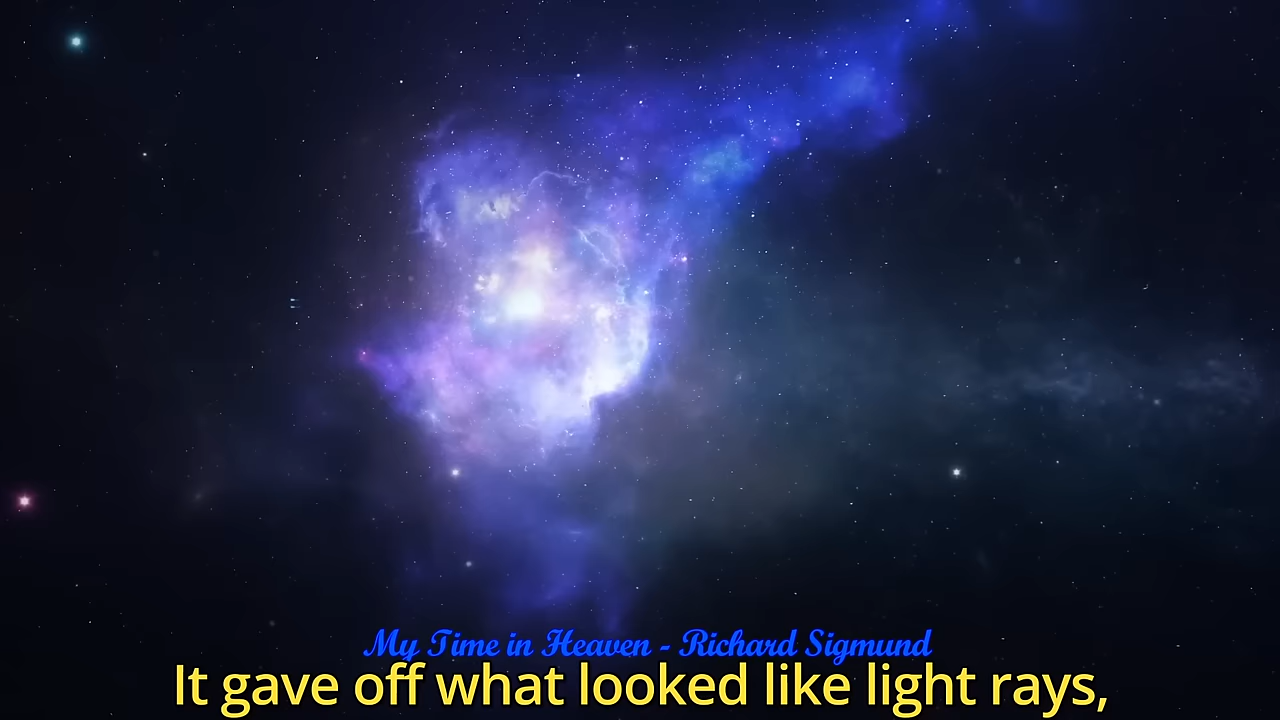 My Time in Heaven - Richard Sigmund
It gave off what looked like light rays,